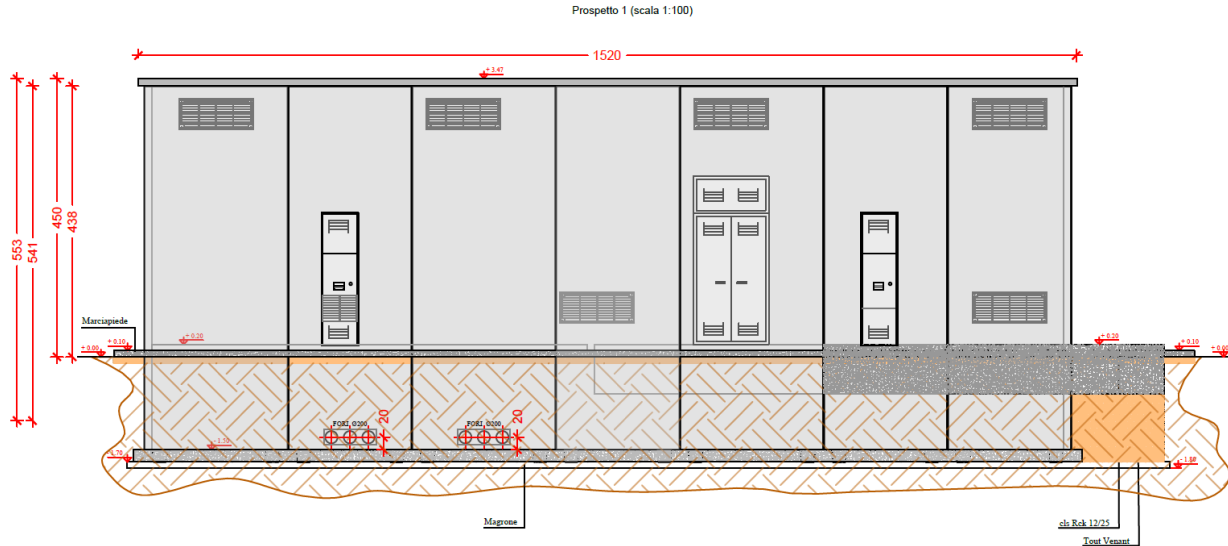 Prospetto 1 (scala 1:100)
1520
+ 3.47
553
541
450
438
Marciapiede
+ 0.20
+ 0.10
+ 0.00
+ 0.20
+ 0.10
+ 0.00
FORI Ø200
20
FORI Ø200
20
- 1.50
- 1.70
- 1.80
Magrone
cls Rck 12/25
Tout Venant